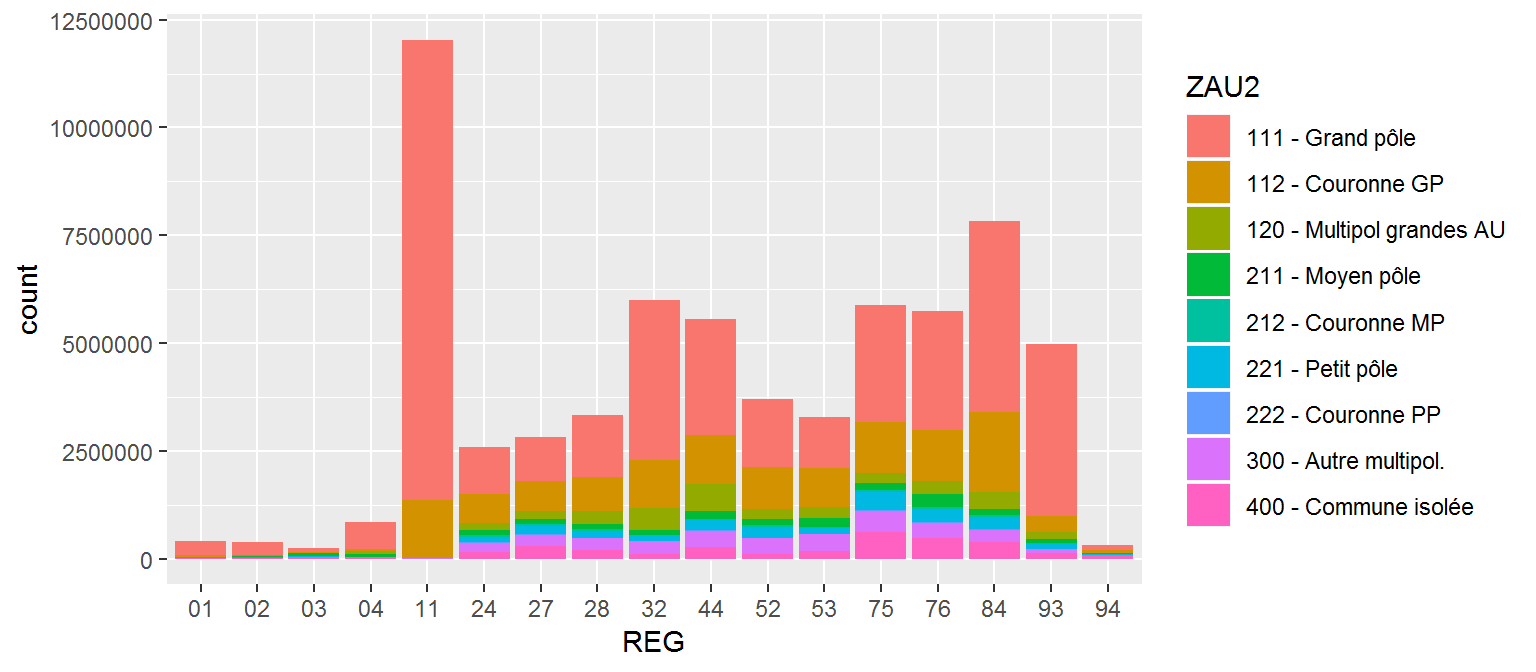 12500000
10000000
7500000
5000000
2500000
0
count
01 02 03 04 11 24 27 28 32 44 52 53 75 76 84 93 94
REG
ZAU2
111 - Grand pôle
112 - Couronne GP
120 - Multipol grandes AU
211 - Moyen pôle
212 - Couronne MP
221 - Petit pôle
222 - Couronne PP
300 - Autre multipol.
400 - Commune isolée